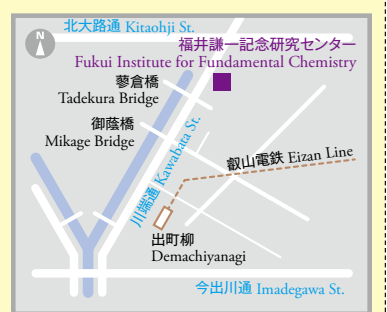 北大路通 Kitaohji St.
N
福井謙一記念研究センター
Fukui Institute for Fundamental Chemistry
蓼倉橋
Tadekura Bridge
御蔭橋
Mikage Bridge
川端通 Kawabata St.
叡山電鉄 Eizan Line
出町柳
Demachiyanagi
今出川通 Imadegawa St.